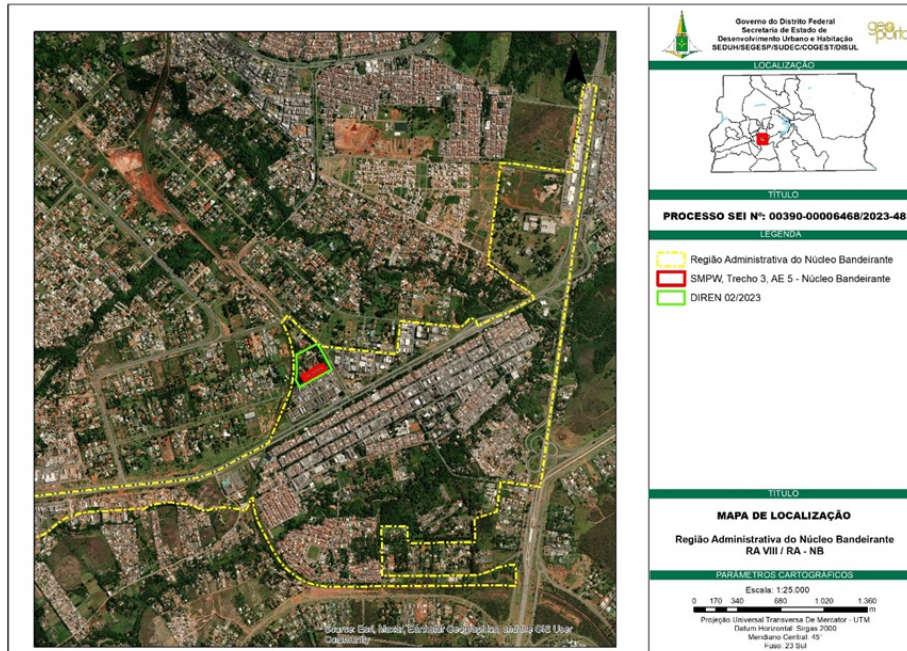 Governo do Distrito Federal
Secretaria de Estado de
Desenvolvimento Urbano e Habitação
SEDUH/SEGESP/SUDEC/COGEST/DISUL
geo
porta
LOCALIZAÇÃO
TÍTULO
PROCESSO SEI Nº: 00390-00006468/2023-48
LEGENDA
Região Administrativa do Núcleo Bandeirante
SMPW, Trecho 3, AE 5 - Núcleo Bandeirante
DIREN 02/2023
TÍTULO
MAPA DE LOCALIZAÇÃO
Região Administrativa do Núcleo Bandeirante
RA VIII / RA - NB
PARÂMETROS CARTOGRÁFICOS
Escala: 1:25.000
0 170 340 680 1.020 1.360
m
Projeção Universal Transversa De Mercator - UTM
Datum Horizontal: Sirgas 2000
Meridiano Central: 45°
Fuso: 23 Sul
Source: Esri, Maxar, Earthstar Geographics, and the GIS User
Community